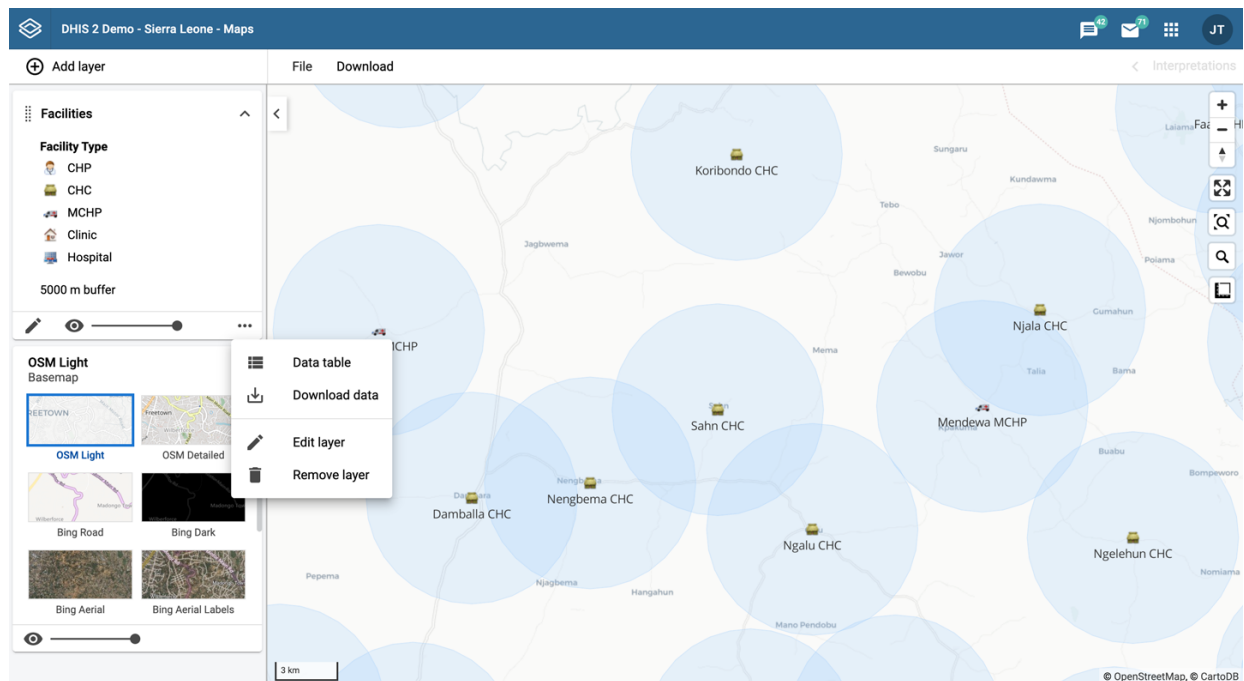 DHIS 2 Demo - Sierra Leone - Maps
42
71
JT
Add layer
File
Download
Interpretations
Facilities
Facility Type
CHP
CHC
MCHP
Clinic
Hospital
5000 m buffer
OSM Light
Basemap
OSM Light
OSM Detailed
Bing Road
Bing Dark
Bing Aerial
Bing Aerial Labels
Data table
Download data
Edit layer
Remove layer
Koribondo CHC
Sungaru
Laiama
Kundawma
Tebo
Njombohun
Jagbwema
Jawor
Poiama
Bewobu
Gumahun
Njala CHC
Mema
Talia
Bama
Sahn CHC
Mendewa MCHP
Buabu
Bompeworo
Nengbema CHC
Damballa CHC
Ngalu CHC
Ngelehun CHC
Pepema
Njagbema
Hangahun
Nomiama
Mano Pendobu
3 km
© OpenStreetMap, © CartoDB